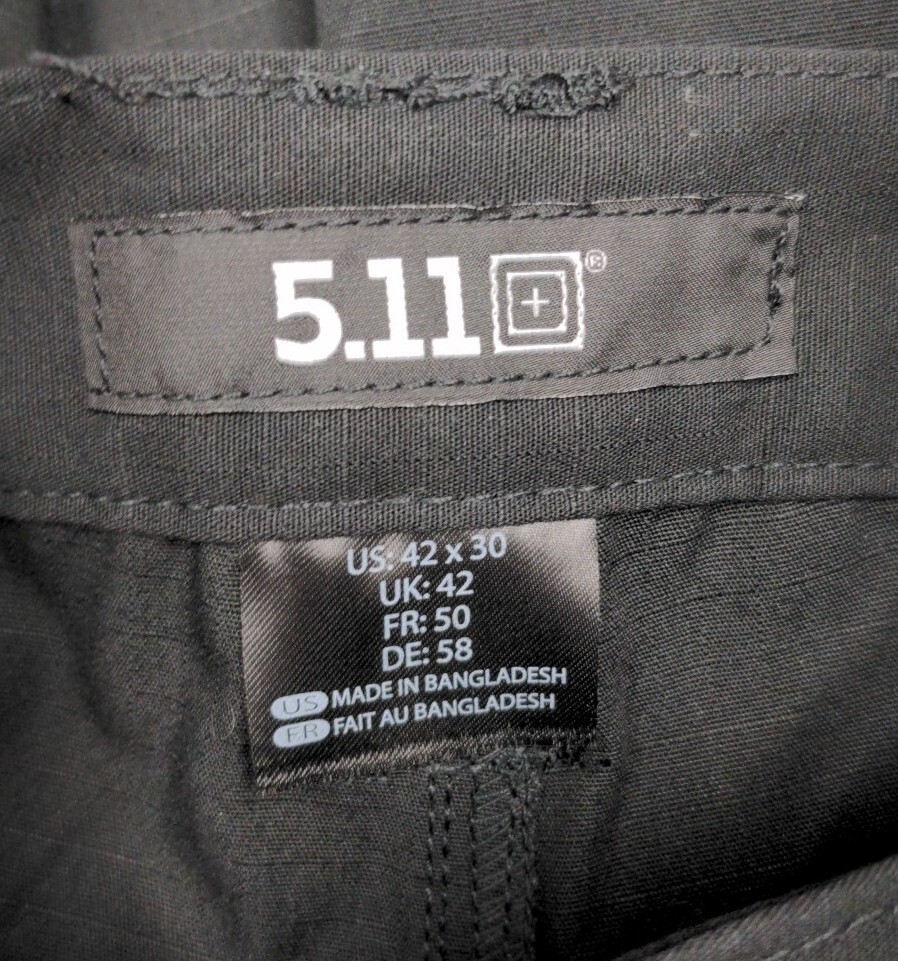 5.11®
US: 42 x 30
UK: 42
FR: 50
DE: 58
US MADE IN BANGLADESH
FR FAIT AU BANGLADESH